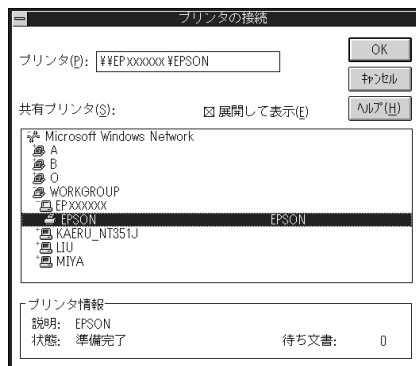 プリンタの接続
プリンタ(P): ¥¥EPxxxxxx¥EPSON
OK
キャンセル
共有プリンタ(S): ☒ 展開して表示(E) ヘルプ(H)
Microsoft Windows Network
A
B
O
WORKGROUP
EPXXXXXX
EPSON EPSON
KAERU_NT351J
LIU
MIYA
プリンタ情報
説明: EPSON
状態: 準備完了 待ち文書: 0